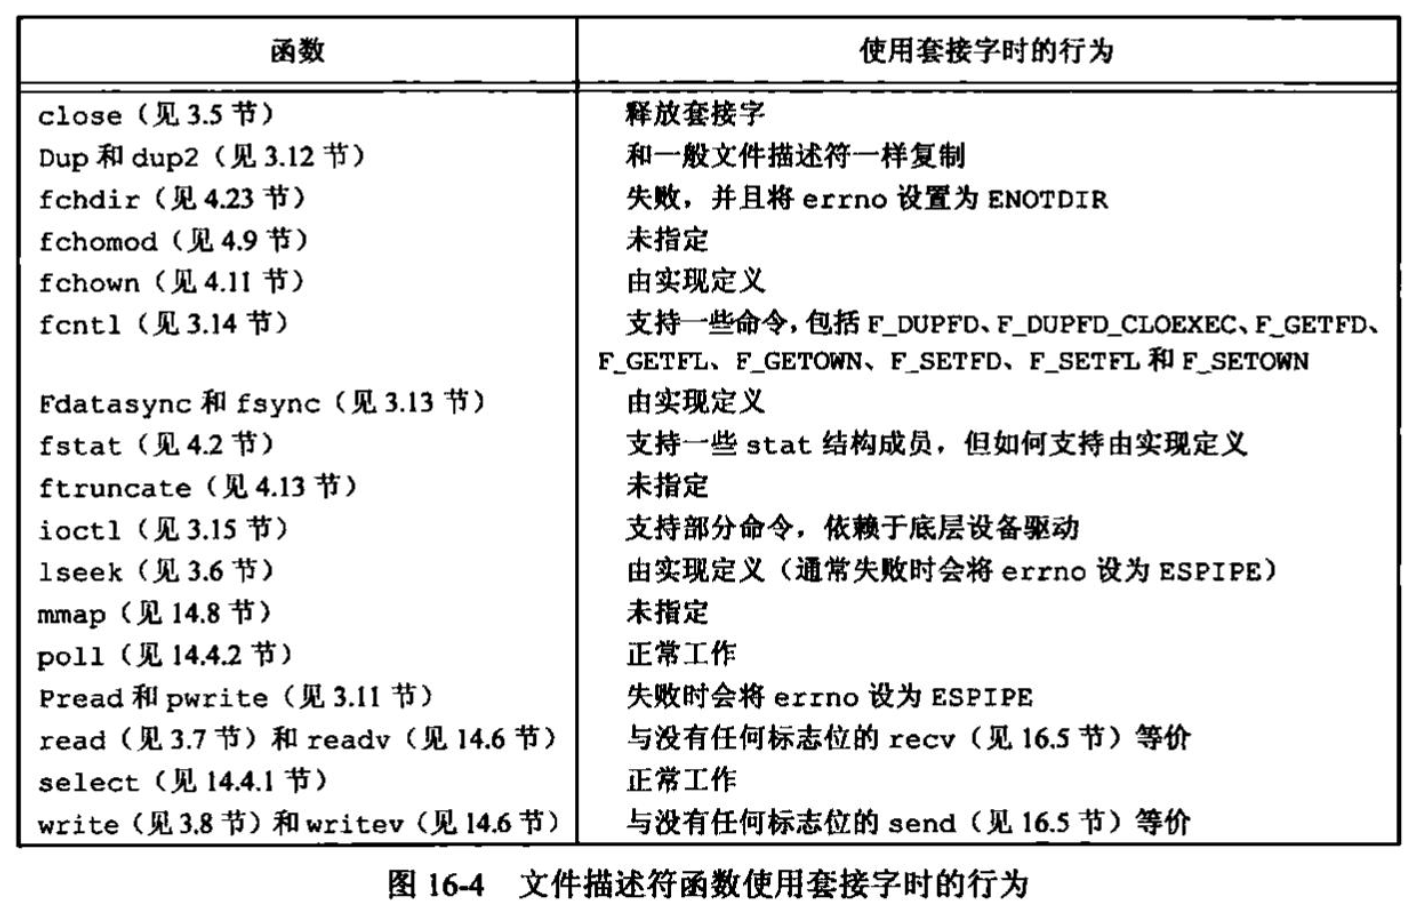 函数 使用套接字时的行为
close（见 3.5 节） 释放套接字
Dup 和 dup2（见 3.12 节） 和一般文件描述符一样复制
fchdir（见 4.23 节） 失败，并且将 errno 设置为 ENOTDIR
fchomod（见 4.9 节） 未指定
fchown（见 4.11 节） 由实现定义
fcntl（见 3.14 节） 支持一些命令，包括 F_DUPFD、F_DUPFD_CLOEXEC、F_GETFD、
F_GETFL、F_GETOWN、F_SETFD、F_SETFL 和 F_SETOWN
Fdatasync 和 fsync（见 3.13 节） 由实现定义
fstat（见 4.2 节） 支持一些 stat 结构成员，但如何支持由实现定义
ftruncate（见 4.13 节） 未指定
ioctl（见 3.15 节） 支持部分命令，依赖于底层设备驱动
lseek（见 3.6 节） 由实现定义（通常失败时会将 errno 设为 ESPIPE）
mmap（见 14.8 节） 未指定
poll（见 14.4.2 节） 正常工作
Pread 和 pwrite（见 3.11 节） 失败时会将 errno 设为 ESPIPE
read（见 3.7 节）和 readv（见 14.6 节） 与没有任何标志位的 recv（见 16.5 节）等价
select（见 14.4.1 节） 正常工作
write（见 3.8 节）和 writev（见 14.6 节） 与没有任何标志位的 send（见 16.5 节）等价
图 16-4 文件描述符函数使用套接字时的行为